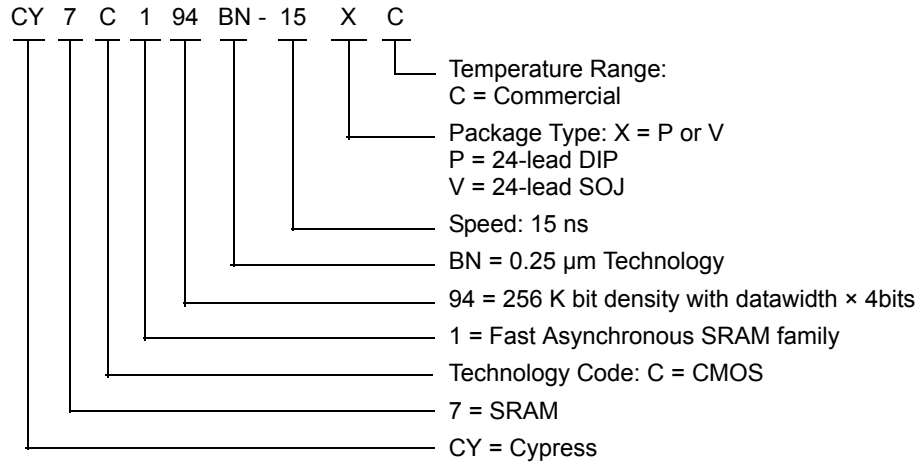 CY 7 C 1 94 BN - 15 X C
Temperature Range:
C = Commercial
Package Type: X = P or V
P = 24-lead DIP
V = 24-lead SOJ
Speed: 15 ns
BN = 0.25 µm Technology
94 = 256 K bit density with datawidth × 4bits
1 = Fast Asynchronous SRAM family
Technology Code: C = CMOS
7 = SRAM
CY = Cypress